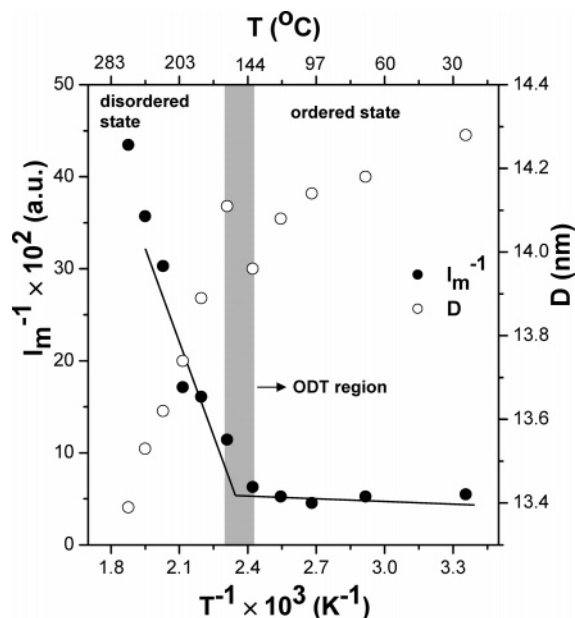 T (°C)
283 203 144 97 60 30
50 14.4
disordered
state
ordered state
40 14.2
30 14.0
I_m⁻¹
D
I_m⁻¹ × 10² (a.u.)
D (nm)
20 13.8
→ ODT region
10 13.6
13.4
0
1.8 2.1 2.4 2.7 3.0 3.3
T⁻¹ × 10³ (K⁻¹)